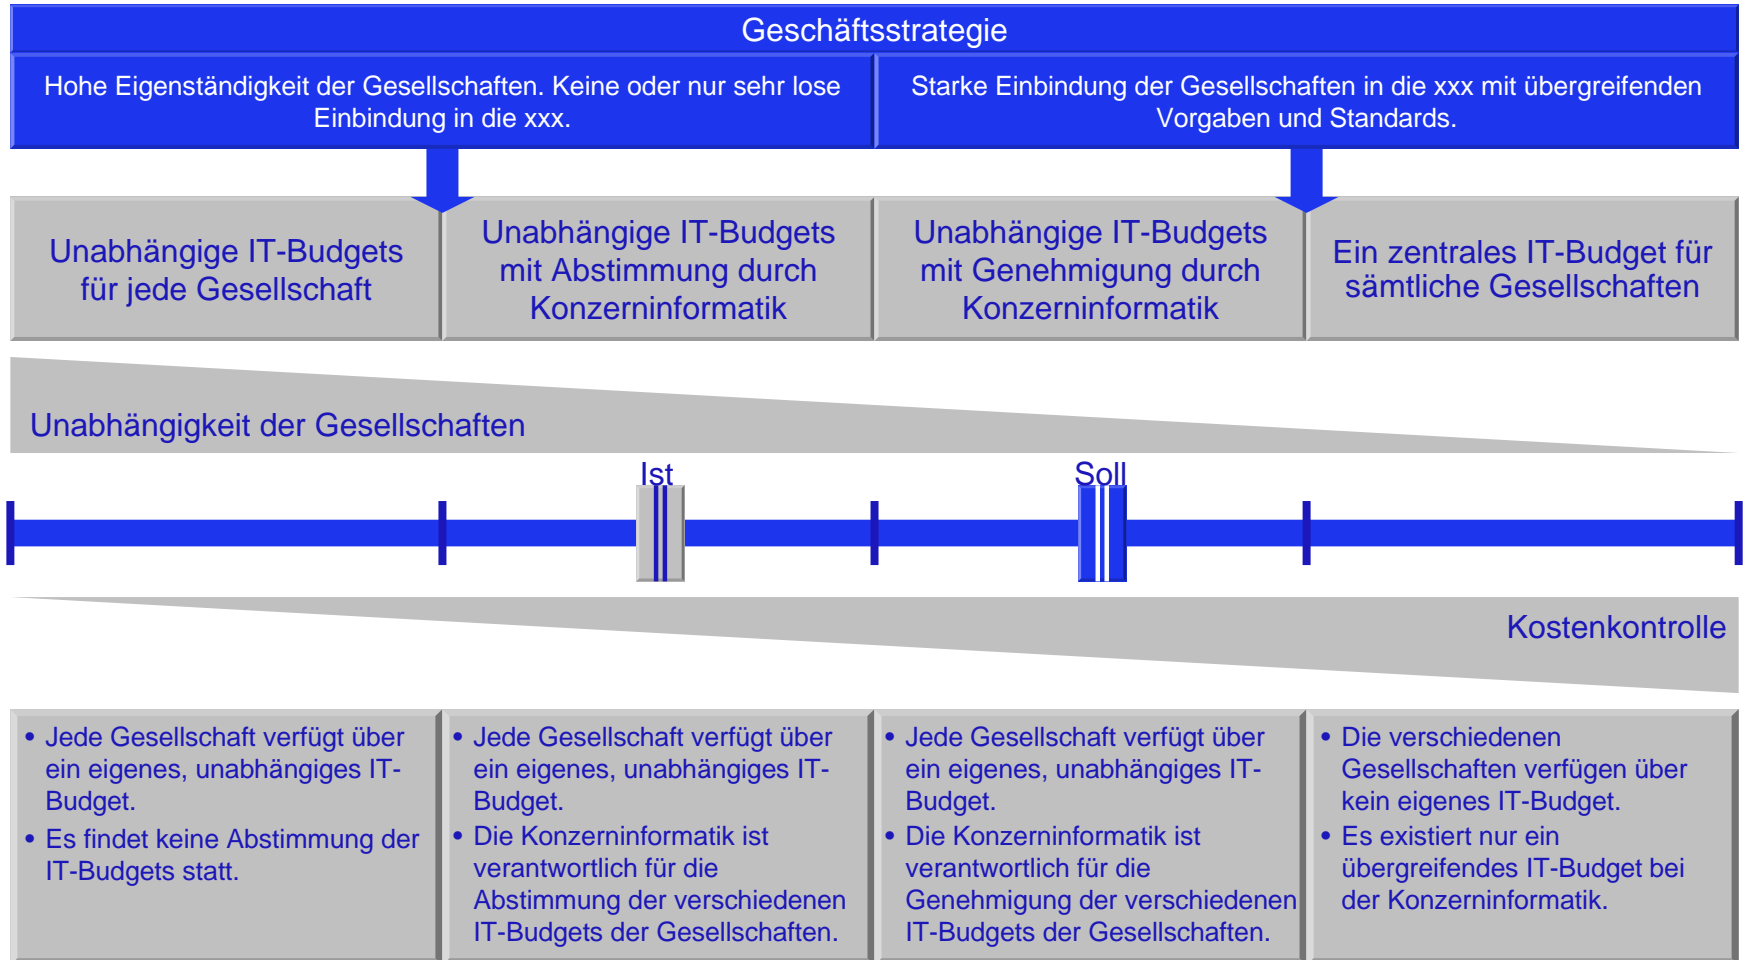 Geschäftsstrategie
Hohe Eigenständigkeit der Gesellschaften. Keine oder nur sehr lose
Einbindung in die xxx.
Starke Einbindung der Gesellschaften in die xxx mit übergreifenden
Vorgaben und Standards.
Unabhängige IT-Budgets
für jede Gesellschaft
Unabhängige IT-Budgets
mit Abstimmung durch
Konzerninformatik
Unabhängige IT-Budgets
mit Genehmigung durch
Konzerninformatik
Ein zentrales IT-Budget für
sämtliche Gesellschaften
Unabhängigkeit der Gesellschaften
Ist
Soll
Kostenkontrolle
• Jede Gesellschaft verfügt über
ein eigenes, unabhängiges IT-
Budget.
• Es findet keine Abstimmung der
IT-Budgets statt.
• Jede Gesellschaft verfügt über
ein eigenes, unabhängiges IT-
Budget.
• Die Konzerninformatik ist
verantwortlich für die
Abstimmung der verschiedenen
IT-Budgets der Gesellschaften.
• Jede Gesellschaft verfügt über
ein eigenes, unabhängiges IT-
Budget.
• Die Konzerninformatik ist
verantwortlich für die
Genehmigung der verschiedenen
IT-Budgets der Gesellschaften.
• Die verschiedenen
Gesellschaften verfügen über
kein eigenes IT-Budget.
• Es existiert nur ein
übergreifendes IT-Budget bei
der Konzerninformatik.